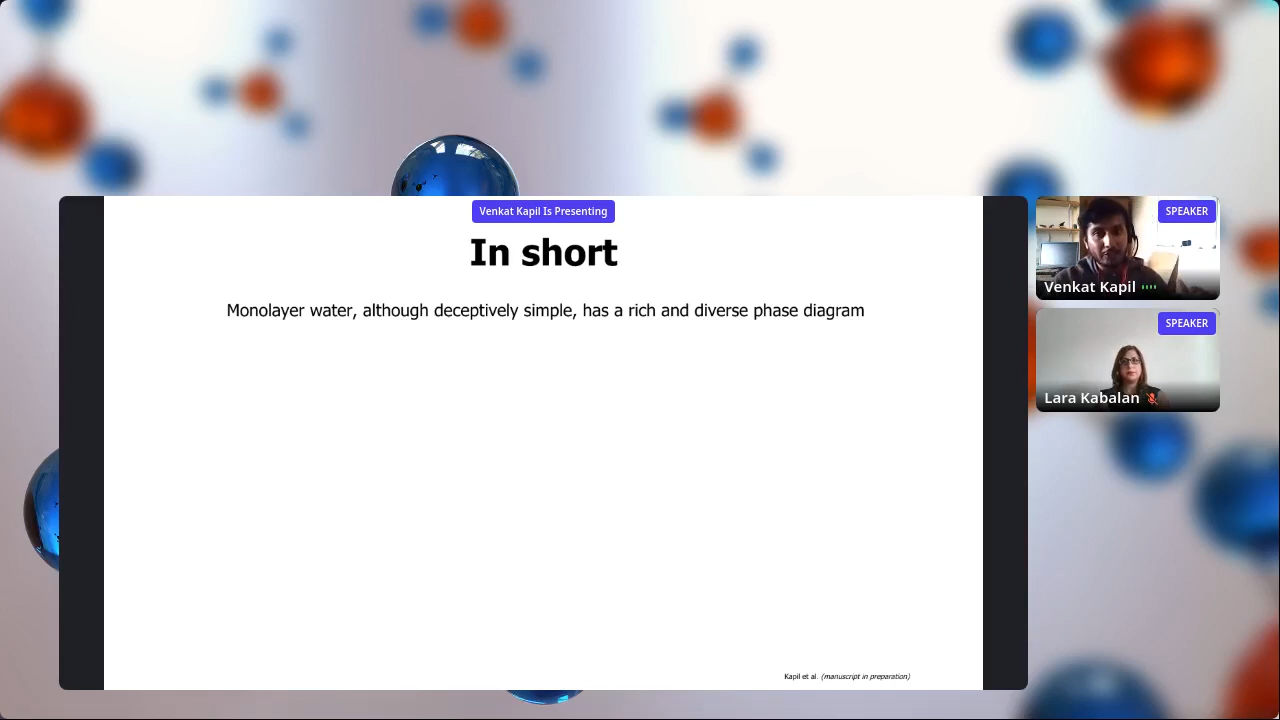 Venkat Kapil Is Presenting
In short
Monolayer water, although deceptively simple, has a rich and diverse phase diagram
Kapil et al. (manuscript in preparation)
SPEAKER
Venkat Kapil
SPEAKER
Lara Kabalan